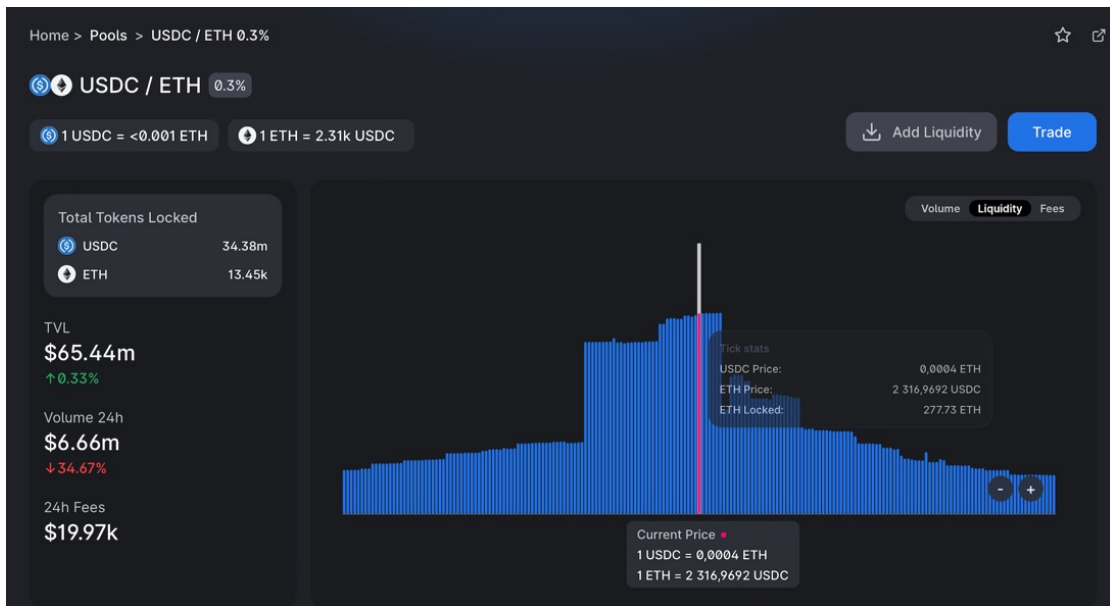 Home > Pools > USDC / ETH 0.3%
USDC / ETH 0.3%
1 USDC = <0.001 ETH
1 ETH = 2.31k USDC
Add Liquidity
Trade
Total Tokens Locked
USDC 34.38m
ETH 13.45k
TVL
$65.44m
↑0.33%
Volume 24h
$6.66m
↓34.67%
24h Fees
$19.97k
Volume Liquidity Fees
Tick stats
USDC Price: 0,0004 ETH
ETH Price: 2 316,9692 USDC
ETH Locked: 277.73 ETH
- +
Current Price
1 USDC = 0,0004 ETH
1 ETH = 2 316,9692 USDC